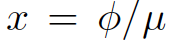 x = ϕ/μ